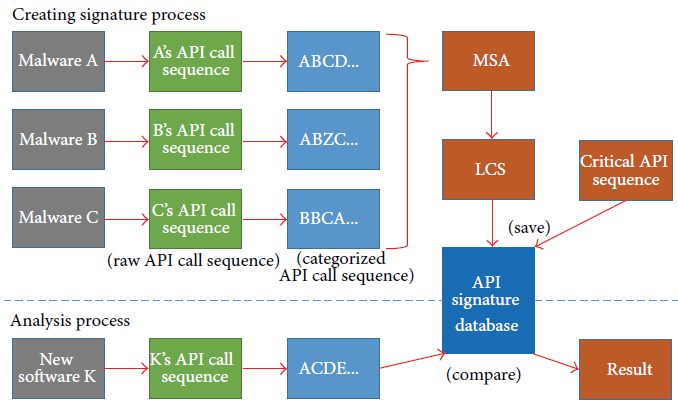 Creating signature process
Malware A
A's API call
sequence
ABCD...
MSA
Malware B
B's API call
sequence
ABZC...
LCS
Critical API
sequence
Malware C
C's API call
sequence
BBCA...
(save)
(raw API call sequence)
(categorized
API call sequence)
API
signature
database
Analysis process
New
software K
K's API call
sequence
ACDE...
(compare)
Result